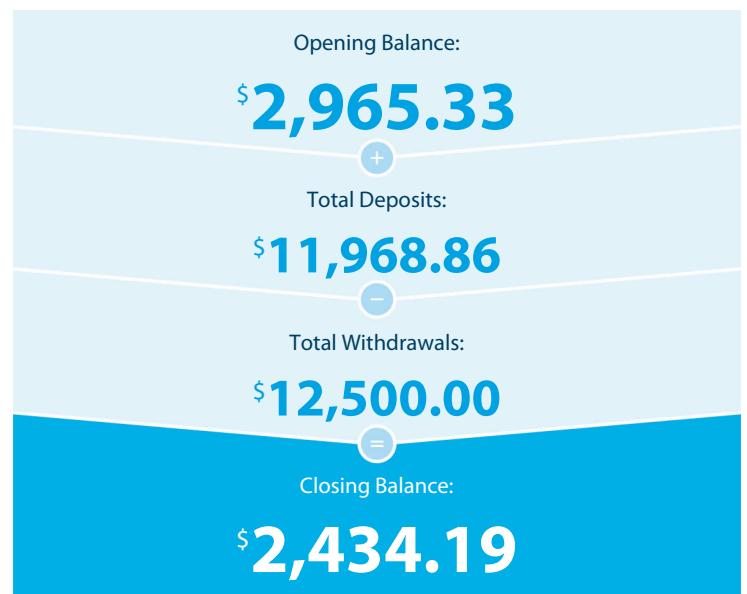 Opening Balance:
$2,965.33
+
Total Deposits:
$11,968.86
−
Total Withdrawals:
$12,500.00
=
Closing Balance:
$2,434.19